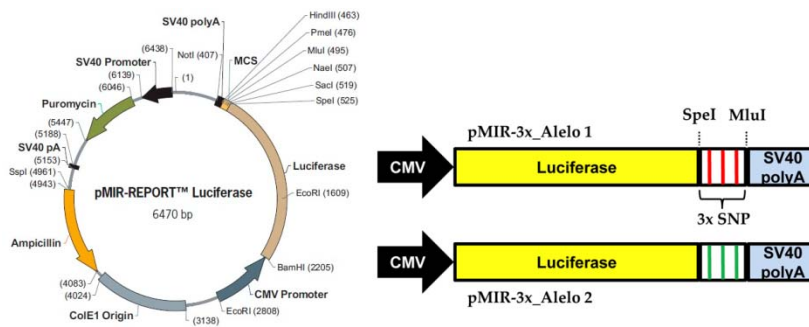 HindIII (463)
SV40 polyA
PmeI (476)
(6438)
NotI (407)
MluI (495)
SV40 Promoter
MCS
NaeI (507)
(6139)
(1)
SacI (519)
(6046)
SpeI (525)
Puromycin
(5447)
(5188)
SV40 pA
Luciferase
(5153)
SspI (4961)
pMIR-REPORT™ Luciferase
EcoRI (1609)
(4943)
6470 bp
Ampicillin
BamHI (2205)
(4083)
CMV Promoter
(4024)
EcoRI (2808)
ColE1 Origin
(3138)
pMIR-3x_Alelo 1
SpeI
MluI
CMV
Luciferase
SV40
polyA
3x SNP
CMV
Luciferase
SV40
polyA
pMIR-3x_Alelo 2